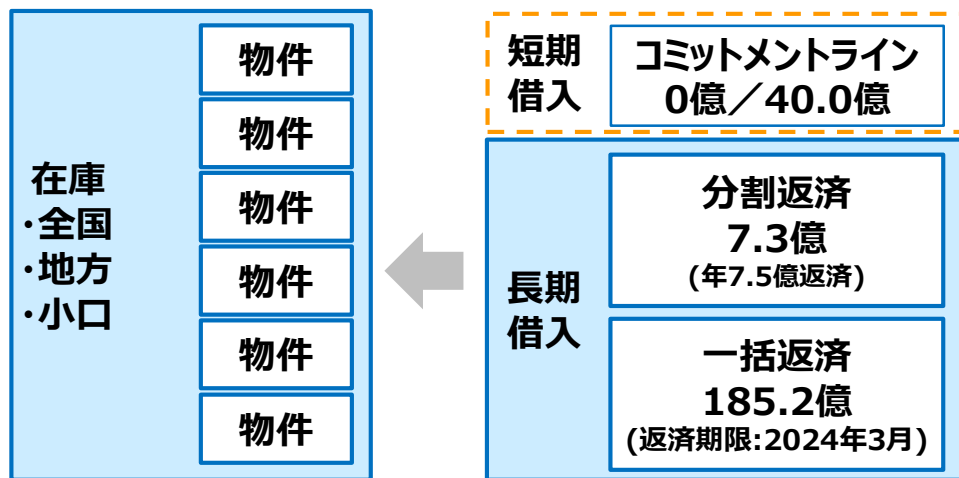 在庫
・全国
・地方
・小口
物件
物件
物件
物件
物件
物件
短期
借入
コミットメントライン
0億／40.0億
長期
借入
分割返済
7.3億
(年7.5億返済)
一括返済
185.2億
(返済期限:2024年3月)